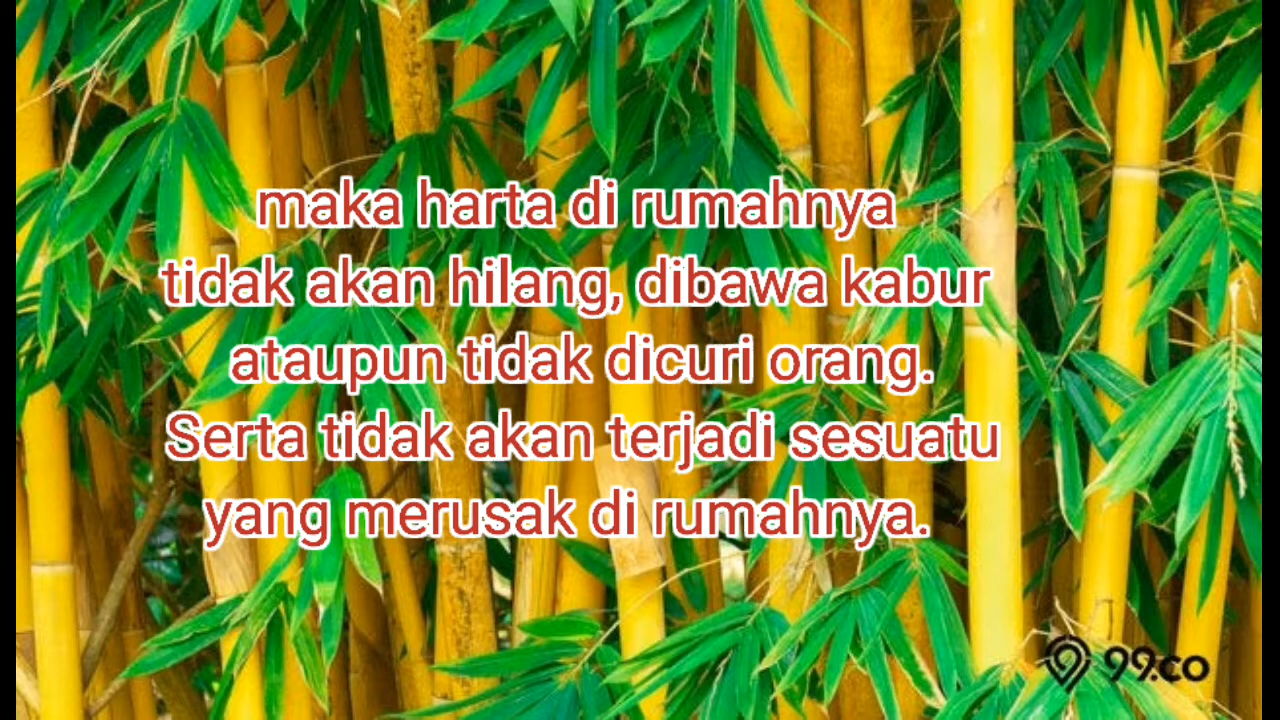 maka harta di rumahnya
tidak akan hilang, dibawa kabur
ataupun tidak dicuri orang.
Serta tidak akan terjadi sesuatu
yang merusak di rumahnya.
99.co